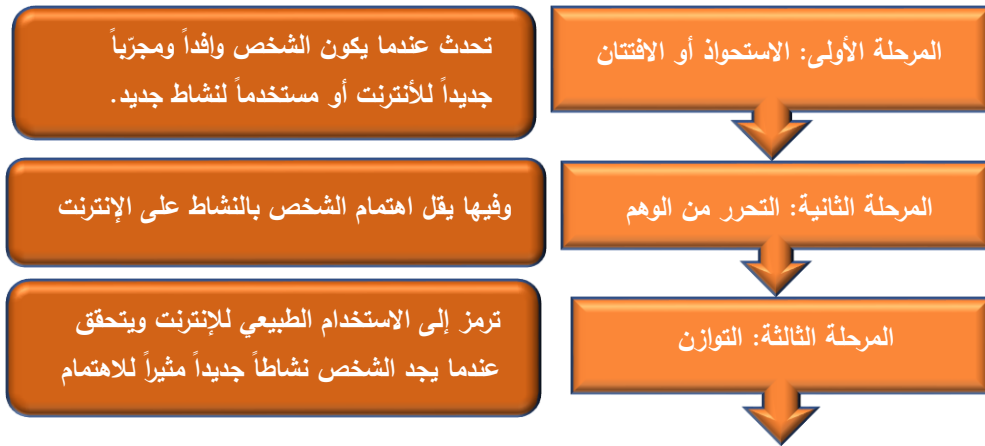 المرحلة الأولى: الاستحواذ أو الافتتان
تحدث عندما يكون الشخص وافداً ومجرّباً
جديداً للأنترنت أو مستخدماً لنشاط جديد.
المرحلة الثانية: التحرر من الوهم
وفيها يقل اهتمام الشخص بالنشاط على الإنترنت
المرحلة الثالثة: التوازن
ترمز إلى الاستخدام الطبيعي للإنترنت ويتحقق
عندما يجد الشخص نشاطاً جديداً مثيراً للاهتمام